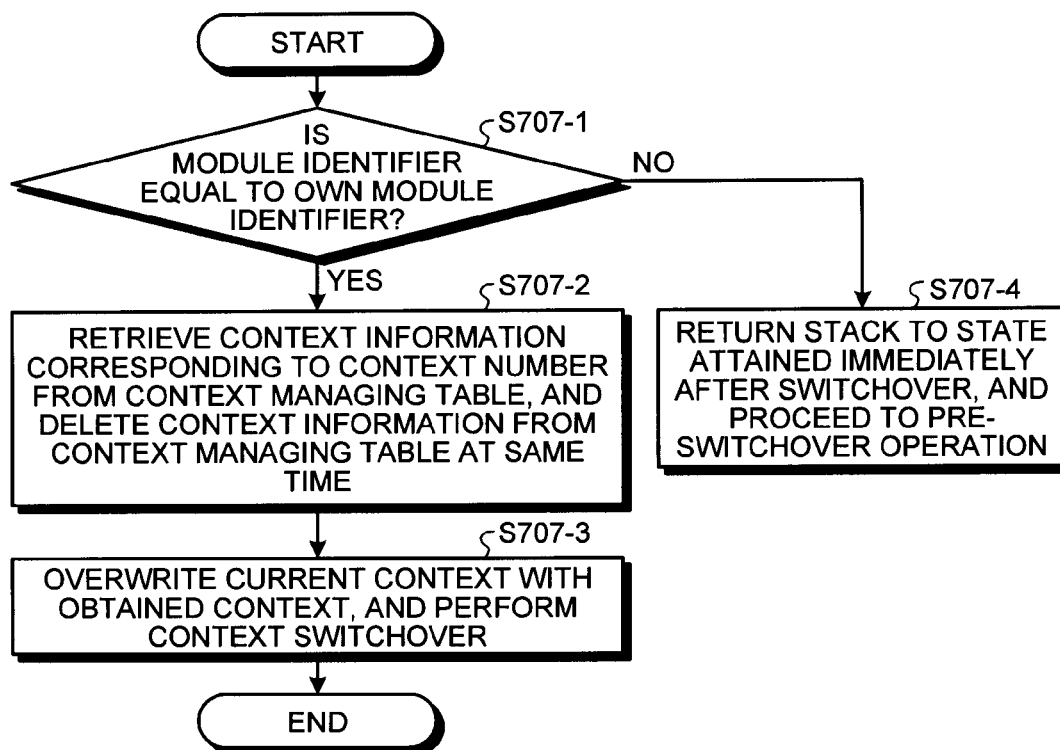 START
S707-1
IS
MODULE IDENTIFIER
EQUAL TO OWN MODULE
IDENTIFIER?
NO
YES
S707-2
RETRIEVE CONTEXT INFORMATION
CORRESPONDING TO CONTEXT NUMBER
FROM CONTEXT MANAGING TABLE, AND
DELETE CONTEXT INFORMATION FROM
CONTEXT MANAGING TABLE AT SAME
TIME
S707-4
RETURN STACK TO STATE
ATTAINED IMMEDIATELY
AFTER SWITCHOVER, AND
PROCEED TO PRE-
SWITCHOVER OPERATION
S707-3
OVERWRITE CURRENT CONTEXT WITH
OBTAINED CONTEXT, AND PERFORM
CONTEXT SWITCHOVER
END